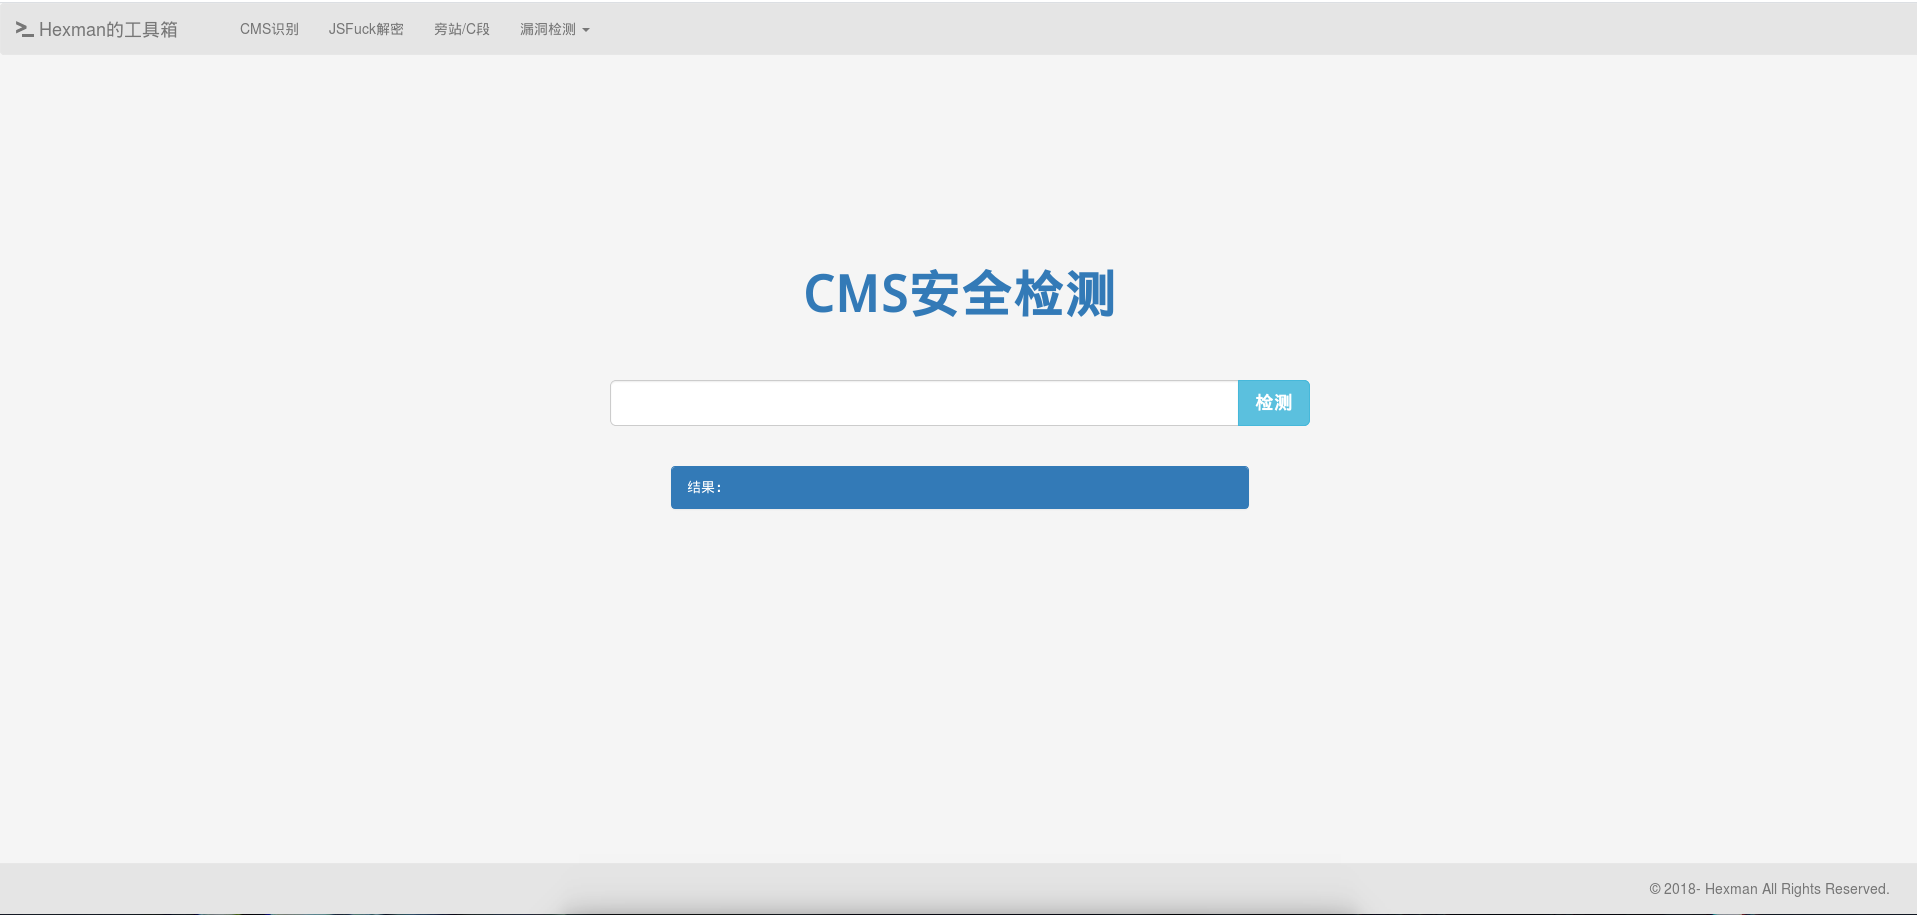 >_ Hexman的工具箱 CMS识别 JSFuck解密 旁站/C段 漏洞检测
CMS安全检测
检测
结果:
© 2018- Hexman All Rights Reserved.